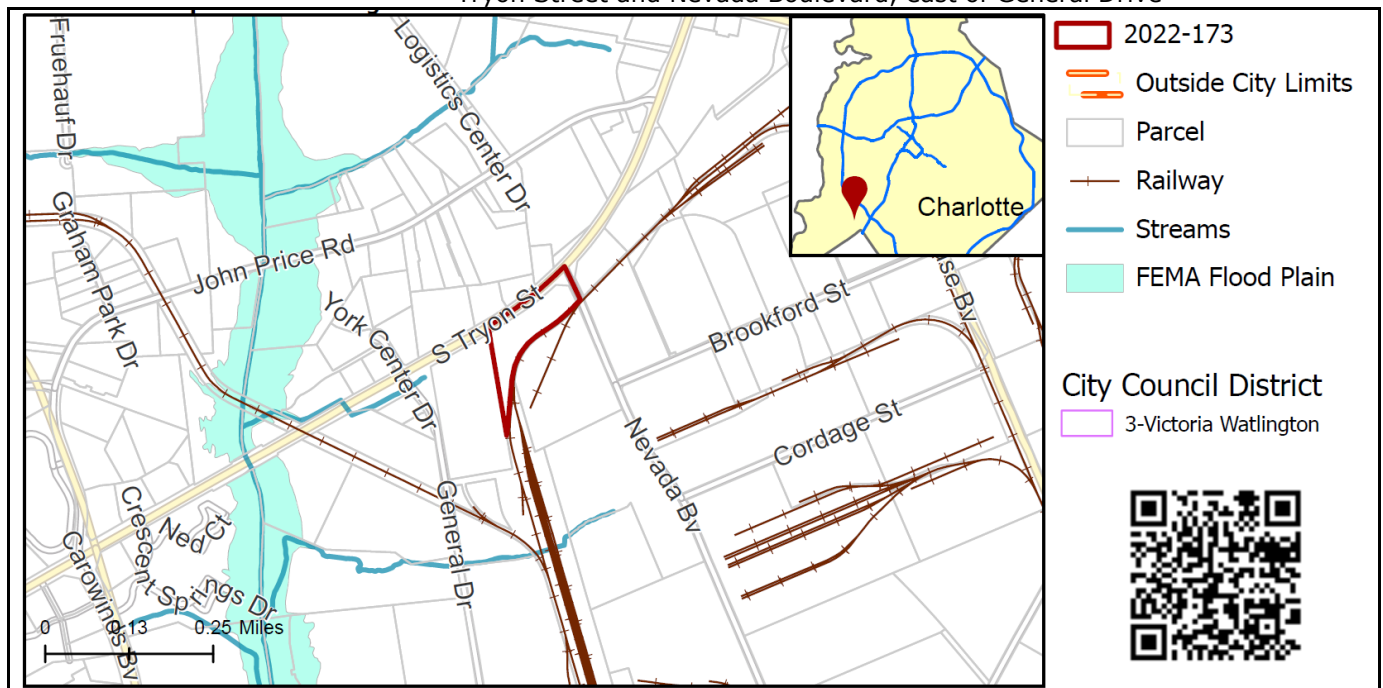 Tryon Street and Nevada Boulevard, east of General Drive
Fruehauf Dr
Logistics Center Dr
Graham Park Dr
John Price Rd
York Center Dr
S Tryon St
Brookford St
Cordage St
Nevada Bv
General Dr
Crescent Springs Dr
Ned Ct
Carowinds Bv
0 0.13 0.25 Miles
Charlotte
Bv
2022-173
Outside City Limits
Parcel
Railway
Streams
FEMA Flood Plain
City Council District
3-Victoria Watlington